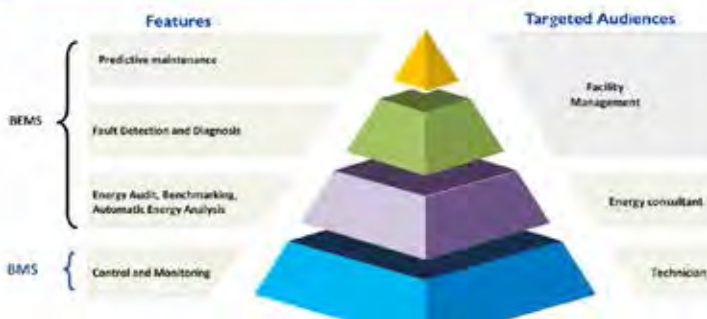 Features
Targeted Audiences
Predictive maintenance
Facility
Management
BEMS
Fault Detection and Diagnosis
Energy Audit, Benchmarking,
Automatic Energy Analysis
Energy consultant
BMS
Control and Monitoring
Technician